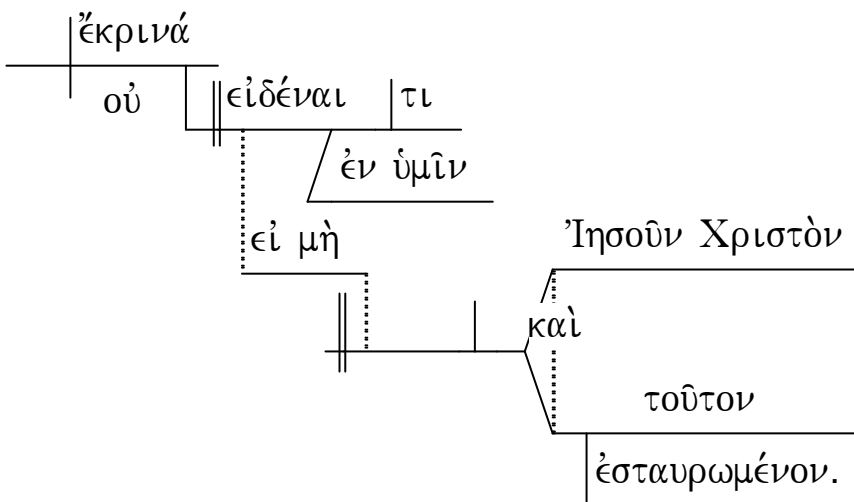 ἔκρινά
οὐ
εἰδέναι τι
ἐν ὑμῖν
εἰ μὴ
Ἰησοῦν Χριστὸν
καὶ
τοῦτον
ἐσταυρωμένον.